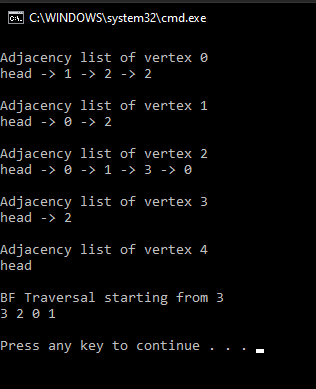 C:\WINDOWS\system32\cmd.exe
Adjacency list of vertex 0
head -> 1 -> 2 -> 2
Adjacency list of vertex 1
head -> 0 -> 2
Adjacency list of vertex 2
head -> 0 -> 1 -> 3 -> 0
Adjacency list of vertex 3
head -> 2
Adjacency list of vertex 4
head
BF Traversal starting from 3
3 2 0 1
Press any key to continue . . .